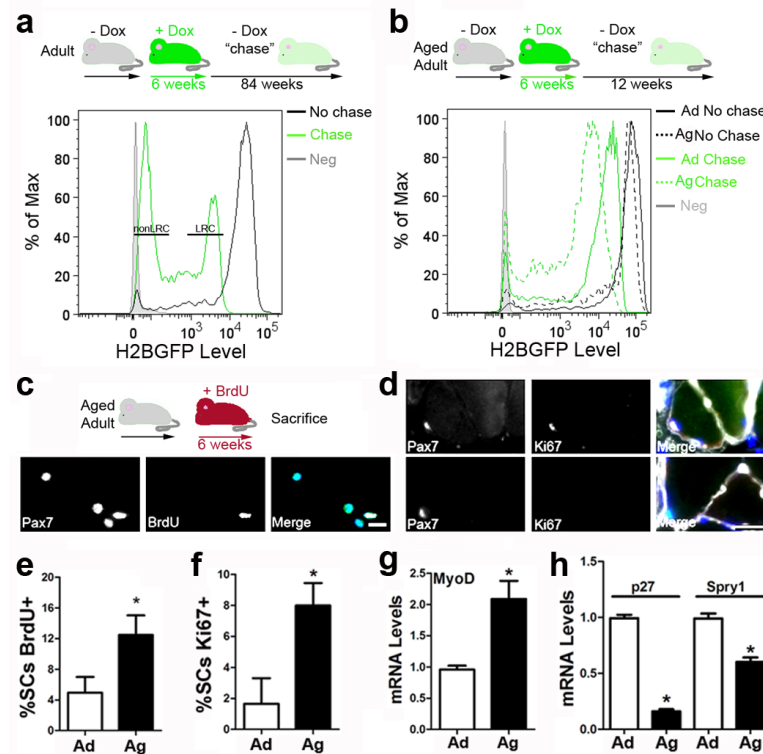 a
- Dox
+ Dox
- Dox
"chase"
Adult
6 weeks
84 weeks
No chase
Chase
Neg
% of Max
100
80
60
40
20
0
nonLRC
LRC
0
10³
10⁴
10⁵
H2BGFP Level
b
- Dox
+ Dox
- Dox
"chase"
Aged
Adult
6 weeks
12 weeks
Ad No chase
AgNo Chase
Ad Chase
AgChase
Neg
% of Max
100
80
60
40
20
0
0
10³
10⁴
10⁵
H2BGFP Level
c
+ BrdU
Aged
Adult
Sacrifice
6 weeks
Pax7
BrdU
Merge
d
Pax7
Ki67
Merge
Pax7
Ki67
Merge
e
%SCs BrdU+
20
16
12
8
4
0
*
Ad
Ag
f
%SCs Ki67+
10
8
6
4
2
0
*
Ad
Ag
g
MyoD
mRNA Levels
2.5
2.0
1.5
1.0
0.5
0.0
*
Ad
Ag
h
p27
Spry1
mRNA Levels
1.5
1.0
0.5
0.0
*
*
Ad
Ag
Ad
Ag